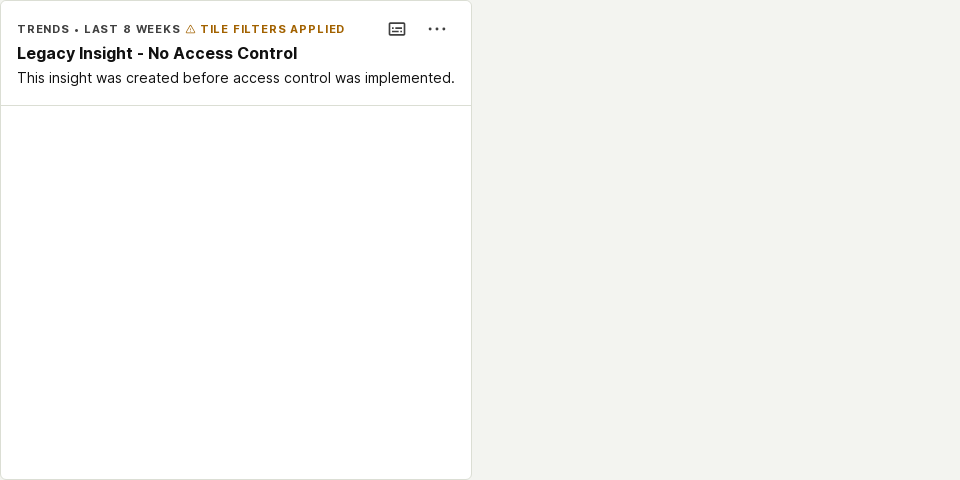 TRENDS • LAST 8 WEEKS ⚠ TILE FILTERS APPLIED
Legacy Insight - No Access Control
This insight was created before access control was implemented.